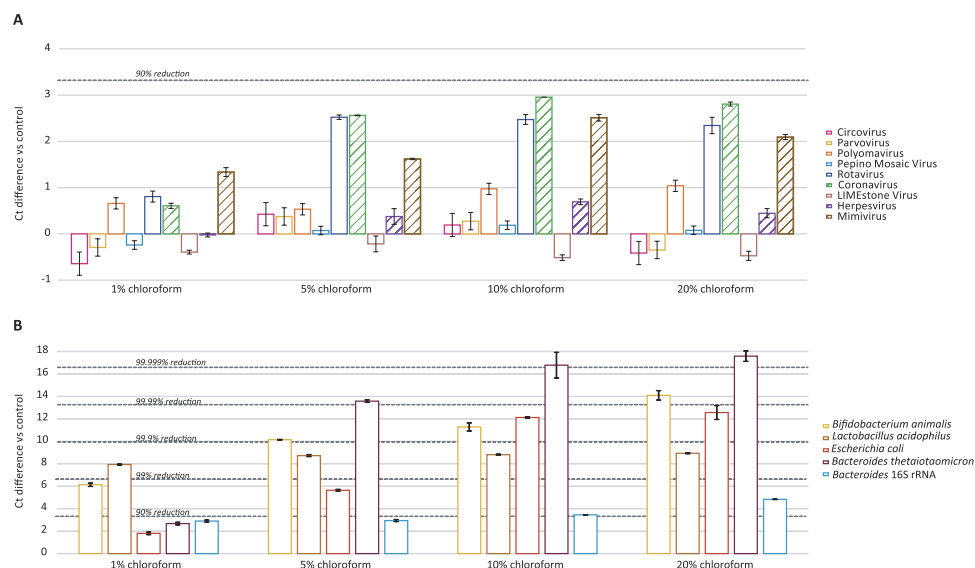 A
4
3
2
1
0
-1
Ct difference vs control
90% reduction
1% chloroform
5% chloroform
10% chloroform
20% chloroform
Circovirus
Parvovirus
Polyomavirus
Pepino Mosaic Virus
Rotavirus
Coronavirus
LIMEstone Virus
Herpesvirus
Mimivirus
B
18
16
14
12
10
8
6
4
2
0
Ct difference vs control
99.999% reduction
99.99% reduction
99.9% reduction
99% reduction
90% reduction
1% chloroform
5% chloroform
10% chloroform
20% chloroform
Bifidobacterium animalis
Lactobacillus acidophilus
Escherichia coli
Bacteroides thetaiotaomicron
Bacteroides 16S rRNA